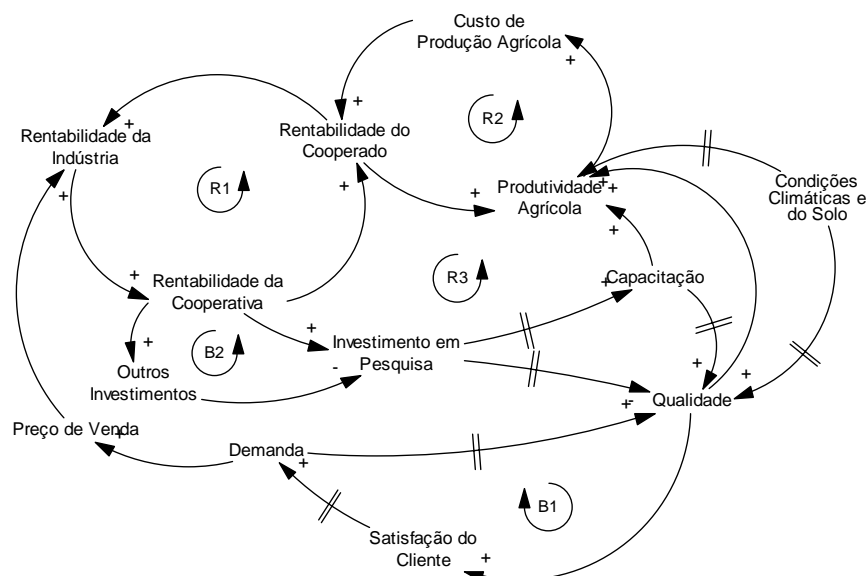 Custo de
Produção Agrícola
+
+
R2
+
Rentabilidade da
Indústria
+
Rentabilidade do
Cooperado
R1
+
+
+
Produtividade
Agrícola
+
+
+
Condições
Climáticas e
do Solo
R3
+
Rentabilidade da
Cooperativa
Capacitação
+
+
B2
+
Investimento em
Pesquisa
-
+
Outros
Investimentos
+
+
Qualidade
+
-
Preço de Venda
+
Demanda
+
B1
Satisfação do
Cliente
+